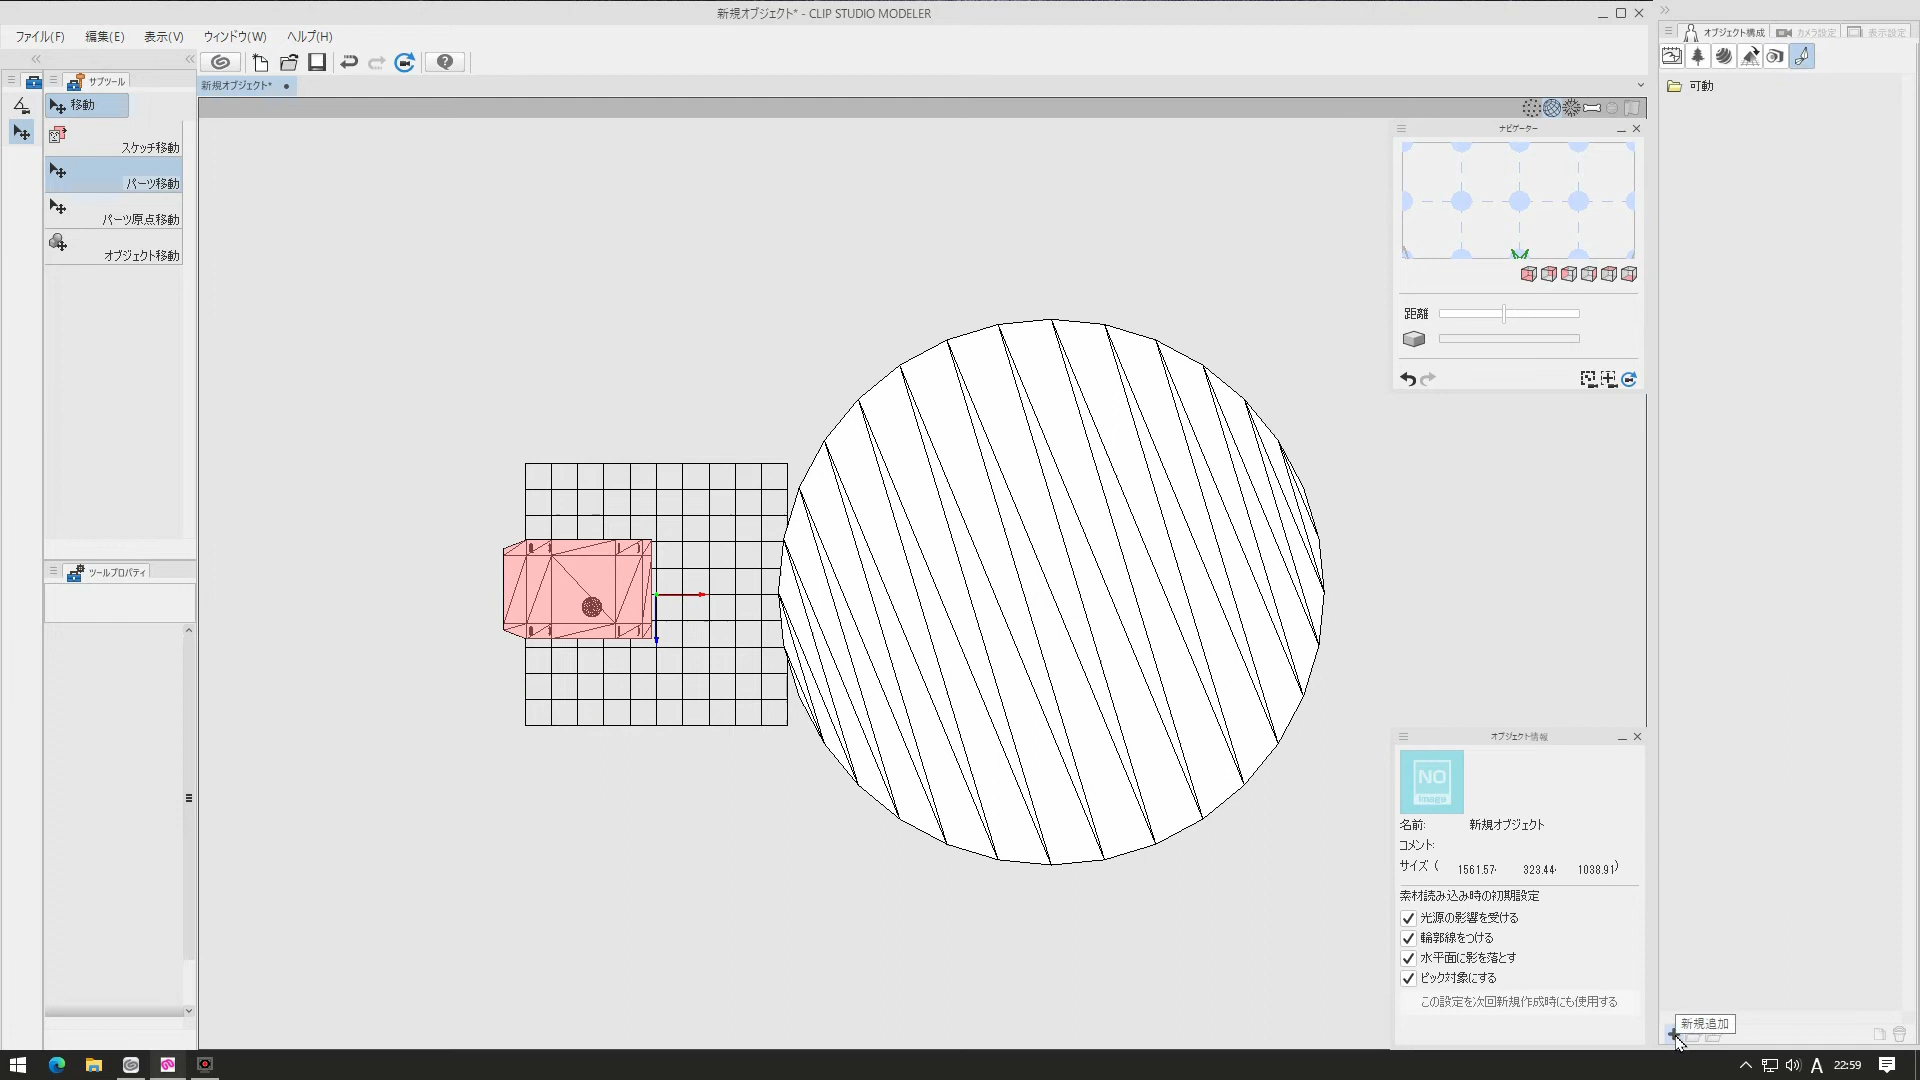 新規オブジェクト* - CLIP STUDIO MODELER
ファイル(F) 編集(E) 表示(V) ウィンドウ(W) ヘルプ(H)
オブジェクト構成 カメラ設定 表示設定
サブツール
新規オブジェクト*
移動
スケッチ移動
パーツ移動
パーツ原点移動
オブジェクト移動
ツールプロパティ
ナビゲーター
距離
可動
オブジェクト情報
NO
image
名前: 新規オブジェクト
コメント:
サイズ ( 1561.57· 323.44· 1038.91)
素材読み込み時の初期設定
光源の影響を受ける
輪郭線をつける
水平面に影を落とす
ピック対象にする
この設定を次回新規作成時にも使用する
新規追加
A 22:59